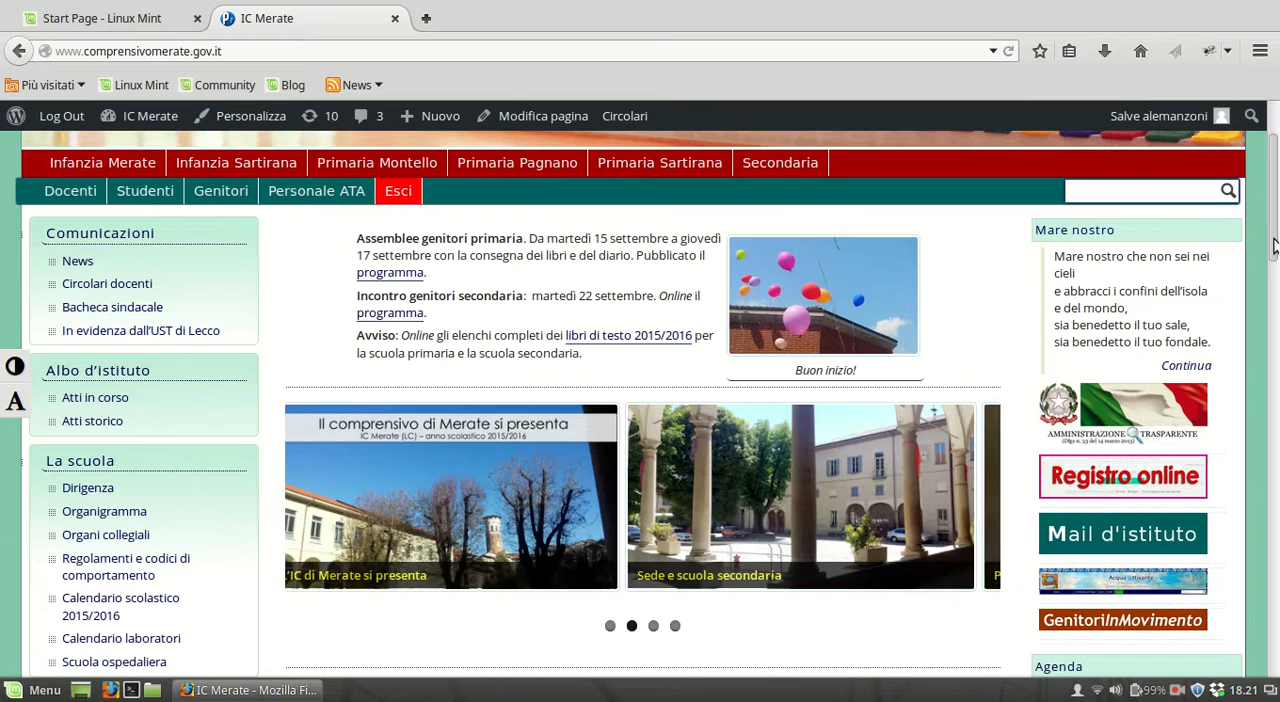 Start Page - Linux Mint
IC Merate
www.comprensivomerate.gov.it
Più visitati
Linux Mint
Community
Blog
News
Log Out
IC Merate
Personalizza
10
3
Nuovo
Modifica pagina
Circolari
Salve alemanzoni
Infanzia Merate
Infanzia Sartirana
Primaria Montello
Primaria Pagnano
Primaria Sartirana
Secondaria
Docenti
Studenti
Genitori
Personale ATA
Esci
Comunicazioni
News
Circolari docenti
Bacheca sindacale
In evidenza dall'UST di Lecco
Albo d'istituto
Atti in corso
Atti storico
La scuola
Dirigenza
Organigramma
Organi collegiali
Regolamenti e codici di
comportamento
Calendario scolastico
2015/2016
Calendario laboratori
Scuola ospedaliera
Assemblee genitori primaria. Da martedì 15 settembre a giovedì
17 settembre con la consegna dei libri e del diario. Pubblicato il
programma.
Incontro genitori secondaria: martedì 22 settembre. Online il
programma.
Avviso: Online gli elenchi completi dei libri di testo 2015/2016 per
la scuola primaria e la scuola secondaria.
Buon inizio!
Il comprensivo di Merate si presenta
IC Merate (LC) – anno scolastico 2015/2016
L'IC di Merate si presenta
Sede e scuola secondaria
P
Mare nostro
Mare nostro che non sei nei
cieli
e abbracci i confini dell'isola
e del mondo,
sia benedetto il tuo sale,
sia benedetto il tuo fondale.
Continua
AMMINISTRAZIONE TRASPARENTE
Registro online
Mail d'istituto
Acqua Attivante
GenitoriInMovimento
Agenda
A
Menu
IC Merate - Mozilla Fi...
99%
18.21